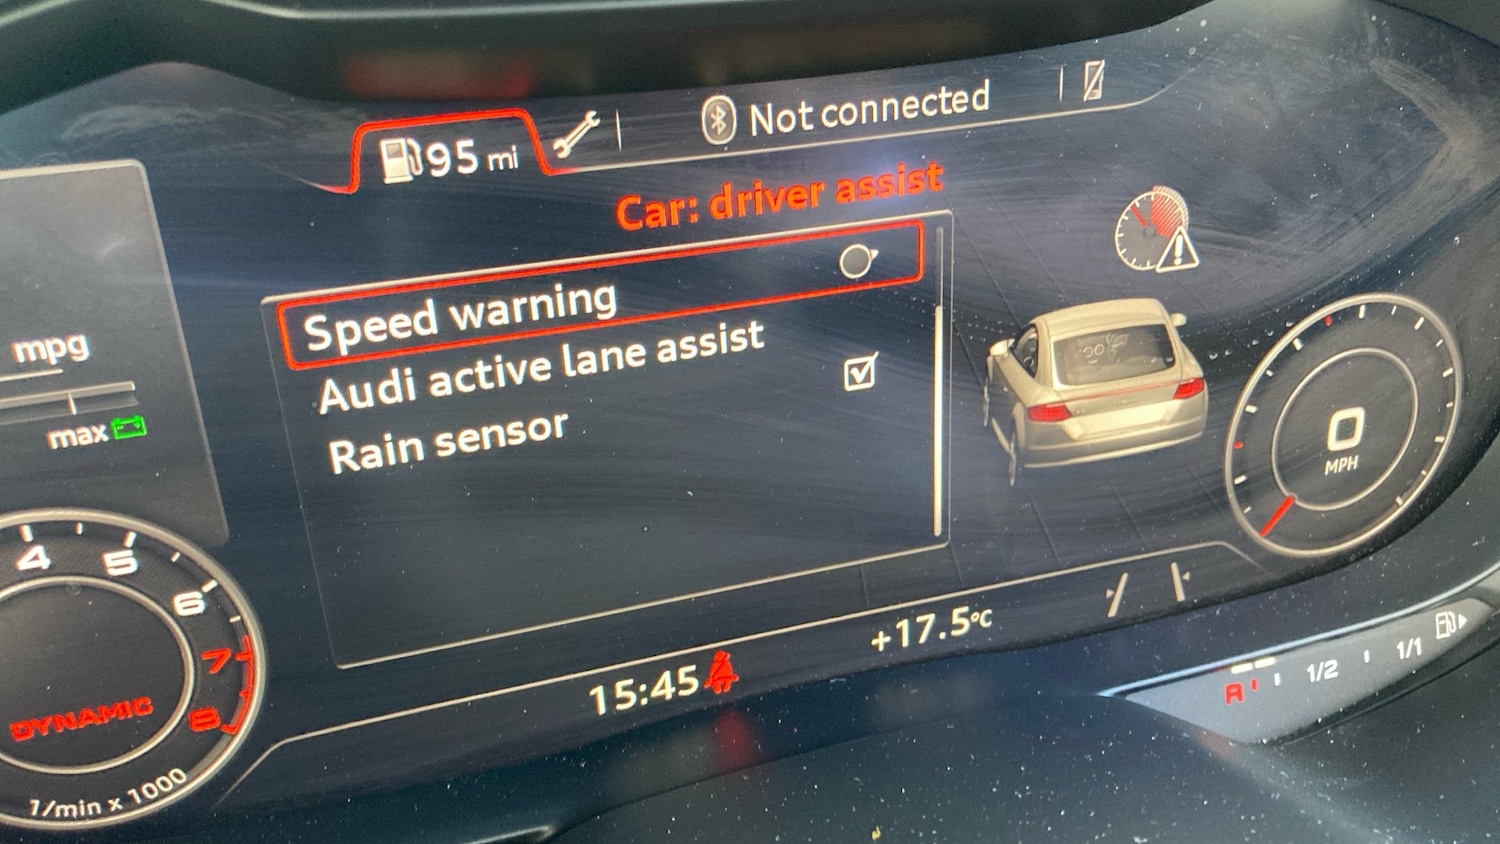 95 mi
Not connected
Car: driver assist
Speed warning
Audi active lane assist
Rain sensor
mpg
max
4
5
6
7
8
DYNAMIC
1/min x 1000
0
MPH
15:45
+17.5°C
R
1/2
1/1